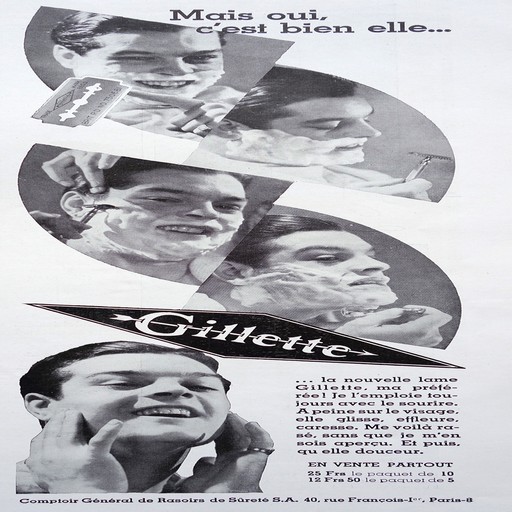 Mais oui,
c'est bien elle...
Gillette
... la nouvelle lame
Gillette, ma préfé-
rée! Je l'emploie tou-
jours avec le sourire.
A peine sur le visage,
elle glisse, effleure,
caresse. Me voilà ra-
sé, sans que je m'en
sois aperçu. Et puis,
qu elle douceur.
EN VENTE PARTOUT
25 Frs le paquet de 10
12 Frs 50 le paquet de 5
Comptoir Général de Rasoirs de Sûreté S.A. 40, rue François-Iᵉʳ, Paris-8